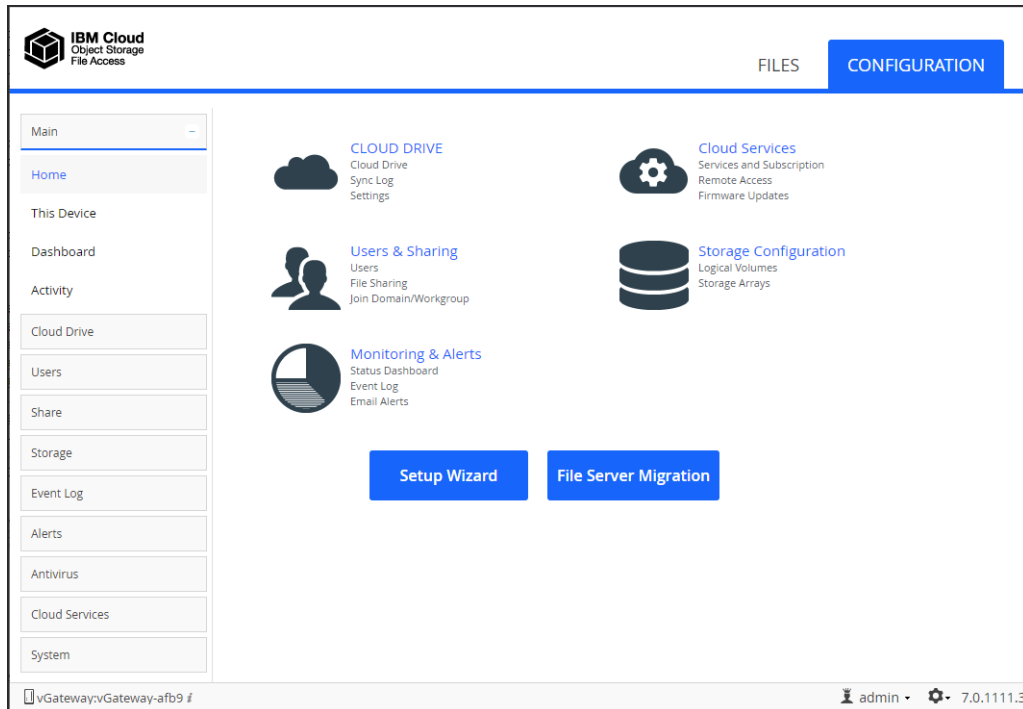 IBM Cloud
Object Storage
File Access
FILES
CONFIGURATION
Main
Home
This Device
Dashboard
Activity
Cloud Drive
Users
Share
Storage
Event Log
Alerts
Antivirus
Cloud Services
System
CLOUD DRIVE
Cloud Drive
Sync Log
Settings
Cloud Services
Services and Subscription
Remote Access
Firmware Updates
Users & Sharing
Users
File Sharing
Join Domain/Workgroup
Storage Configuration
Logical Volumes
Storage Arrays
Monitoring & Alerts
Status Dashboard
Event Log
Email Alerts
Setup Wizard
File Server Migration
vGateway:vGateway-afb9 i
admin
7.0.1111.3